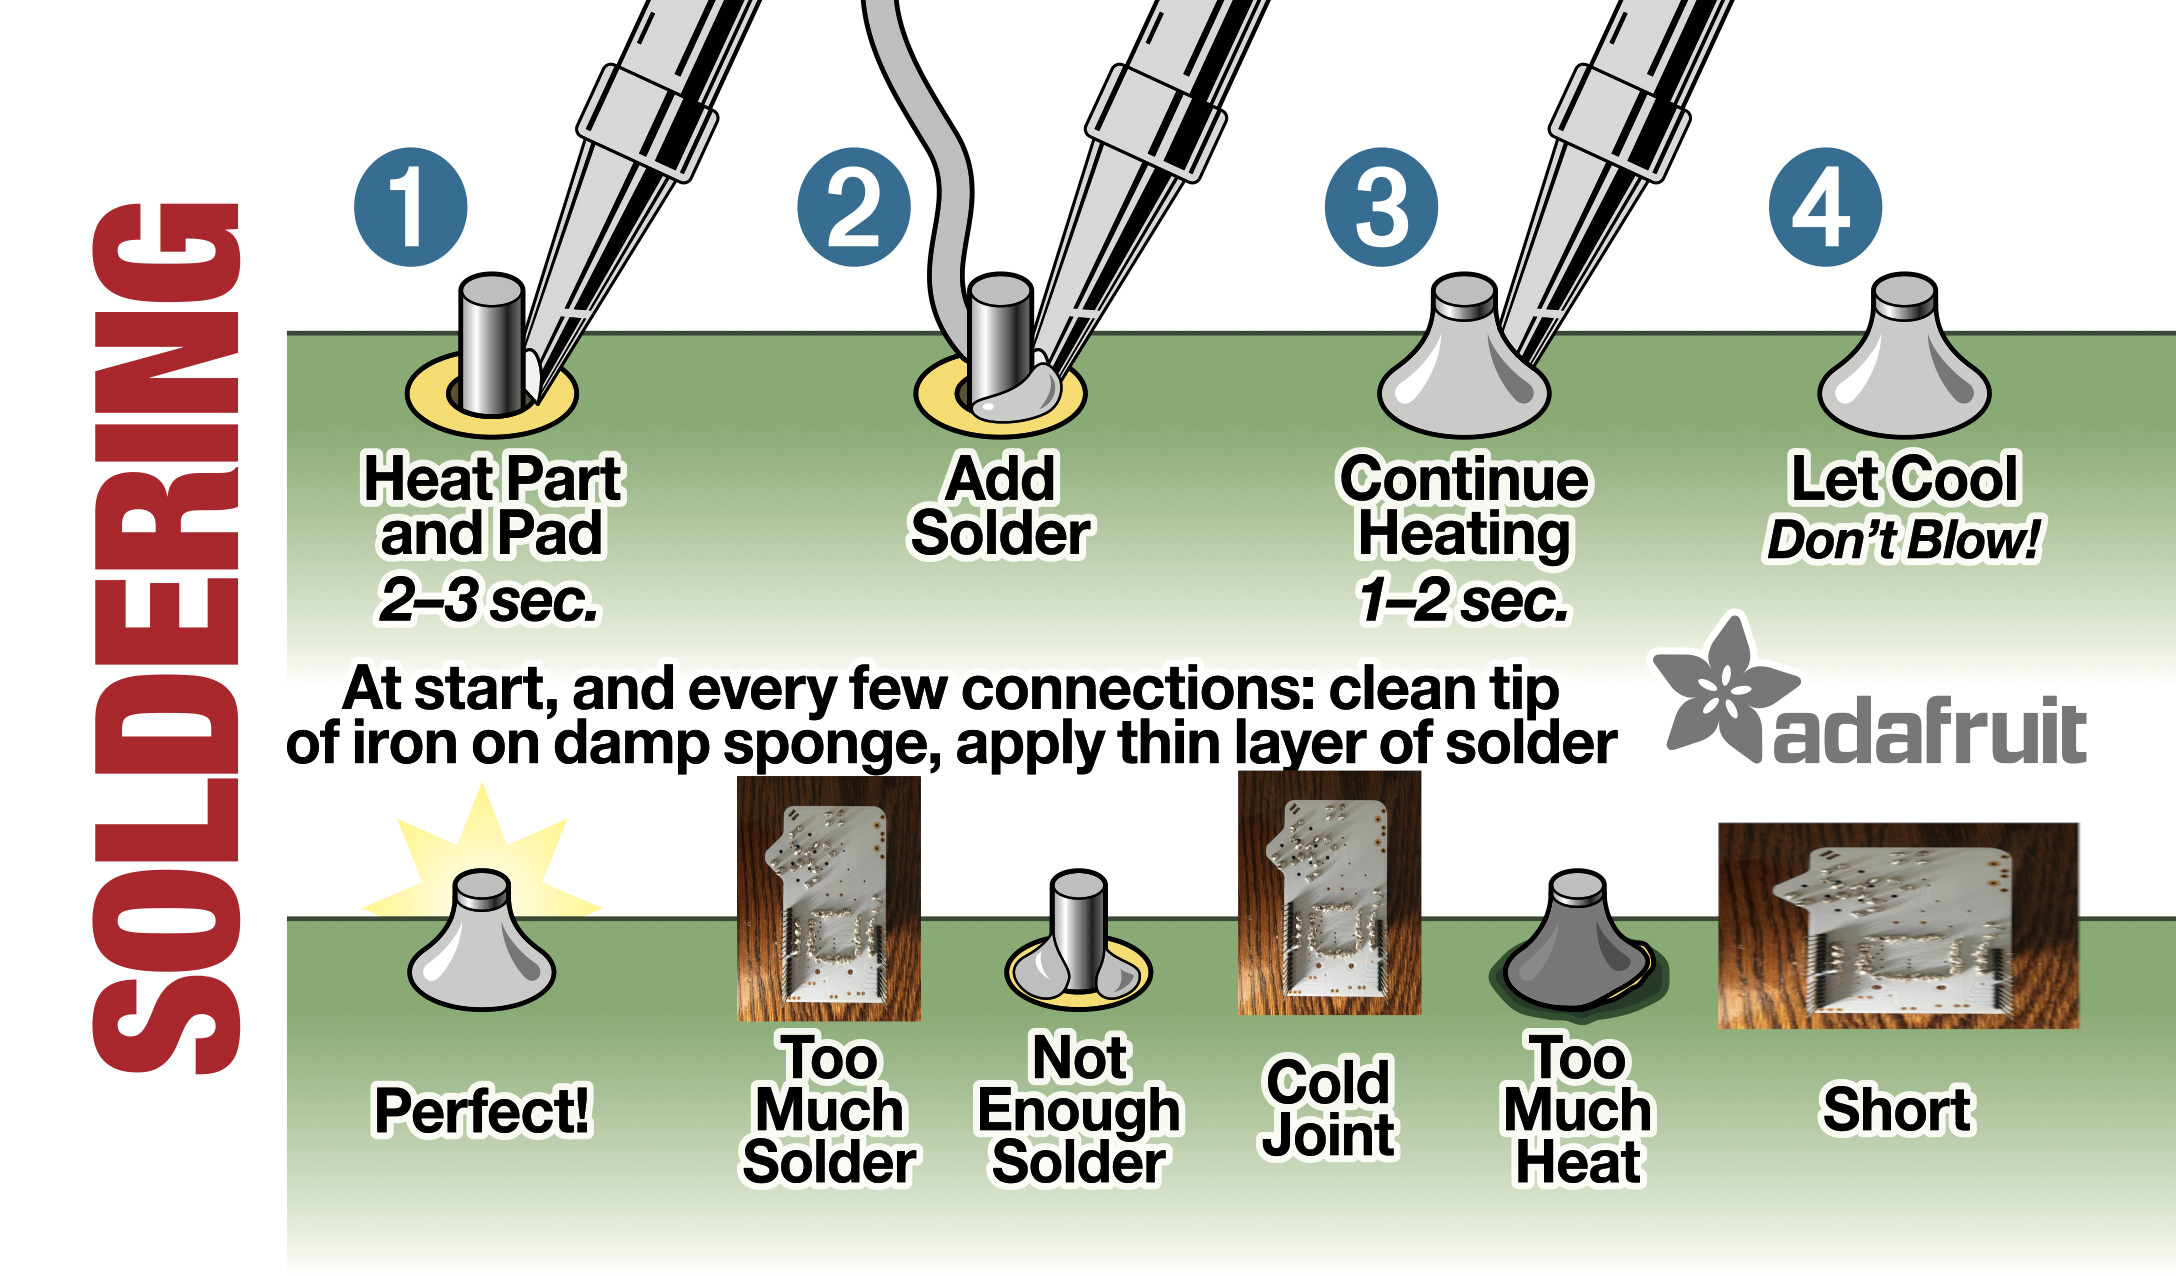 SOLDERING
1
2
3
4
Heat Part
and Pad
2–3 sec.
Add
Solder
Continue
Heating
1–2 sec.
Let Cool
Don't Blow!
At start, and every few connections: clean tip
of iron on damp sponge, apply thin layer of solder
adafruit
Perfect!
Too
Much
Solder
Not
Enough
Solder
Cold
Joint
Too
Much
Heat
Short